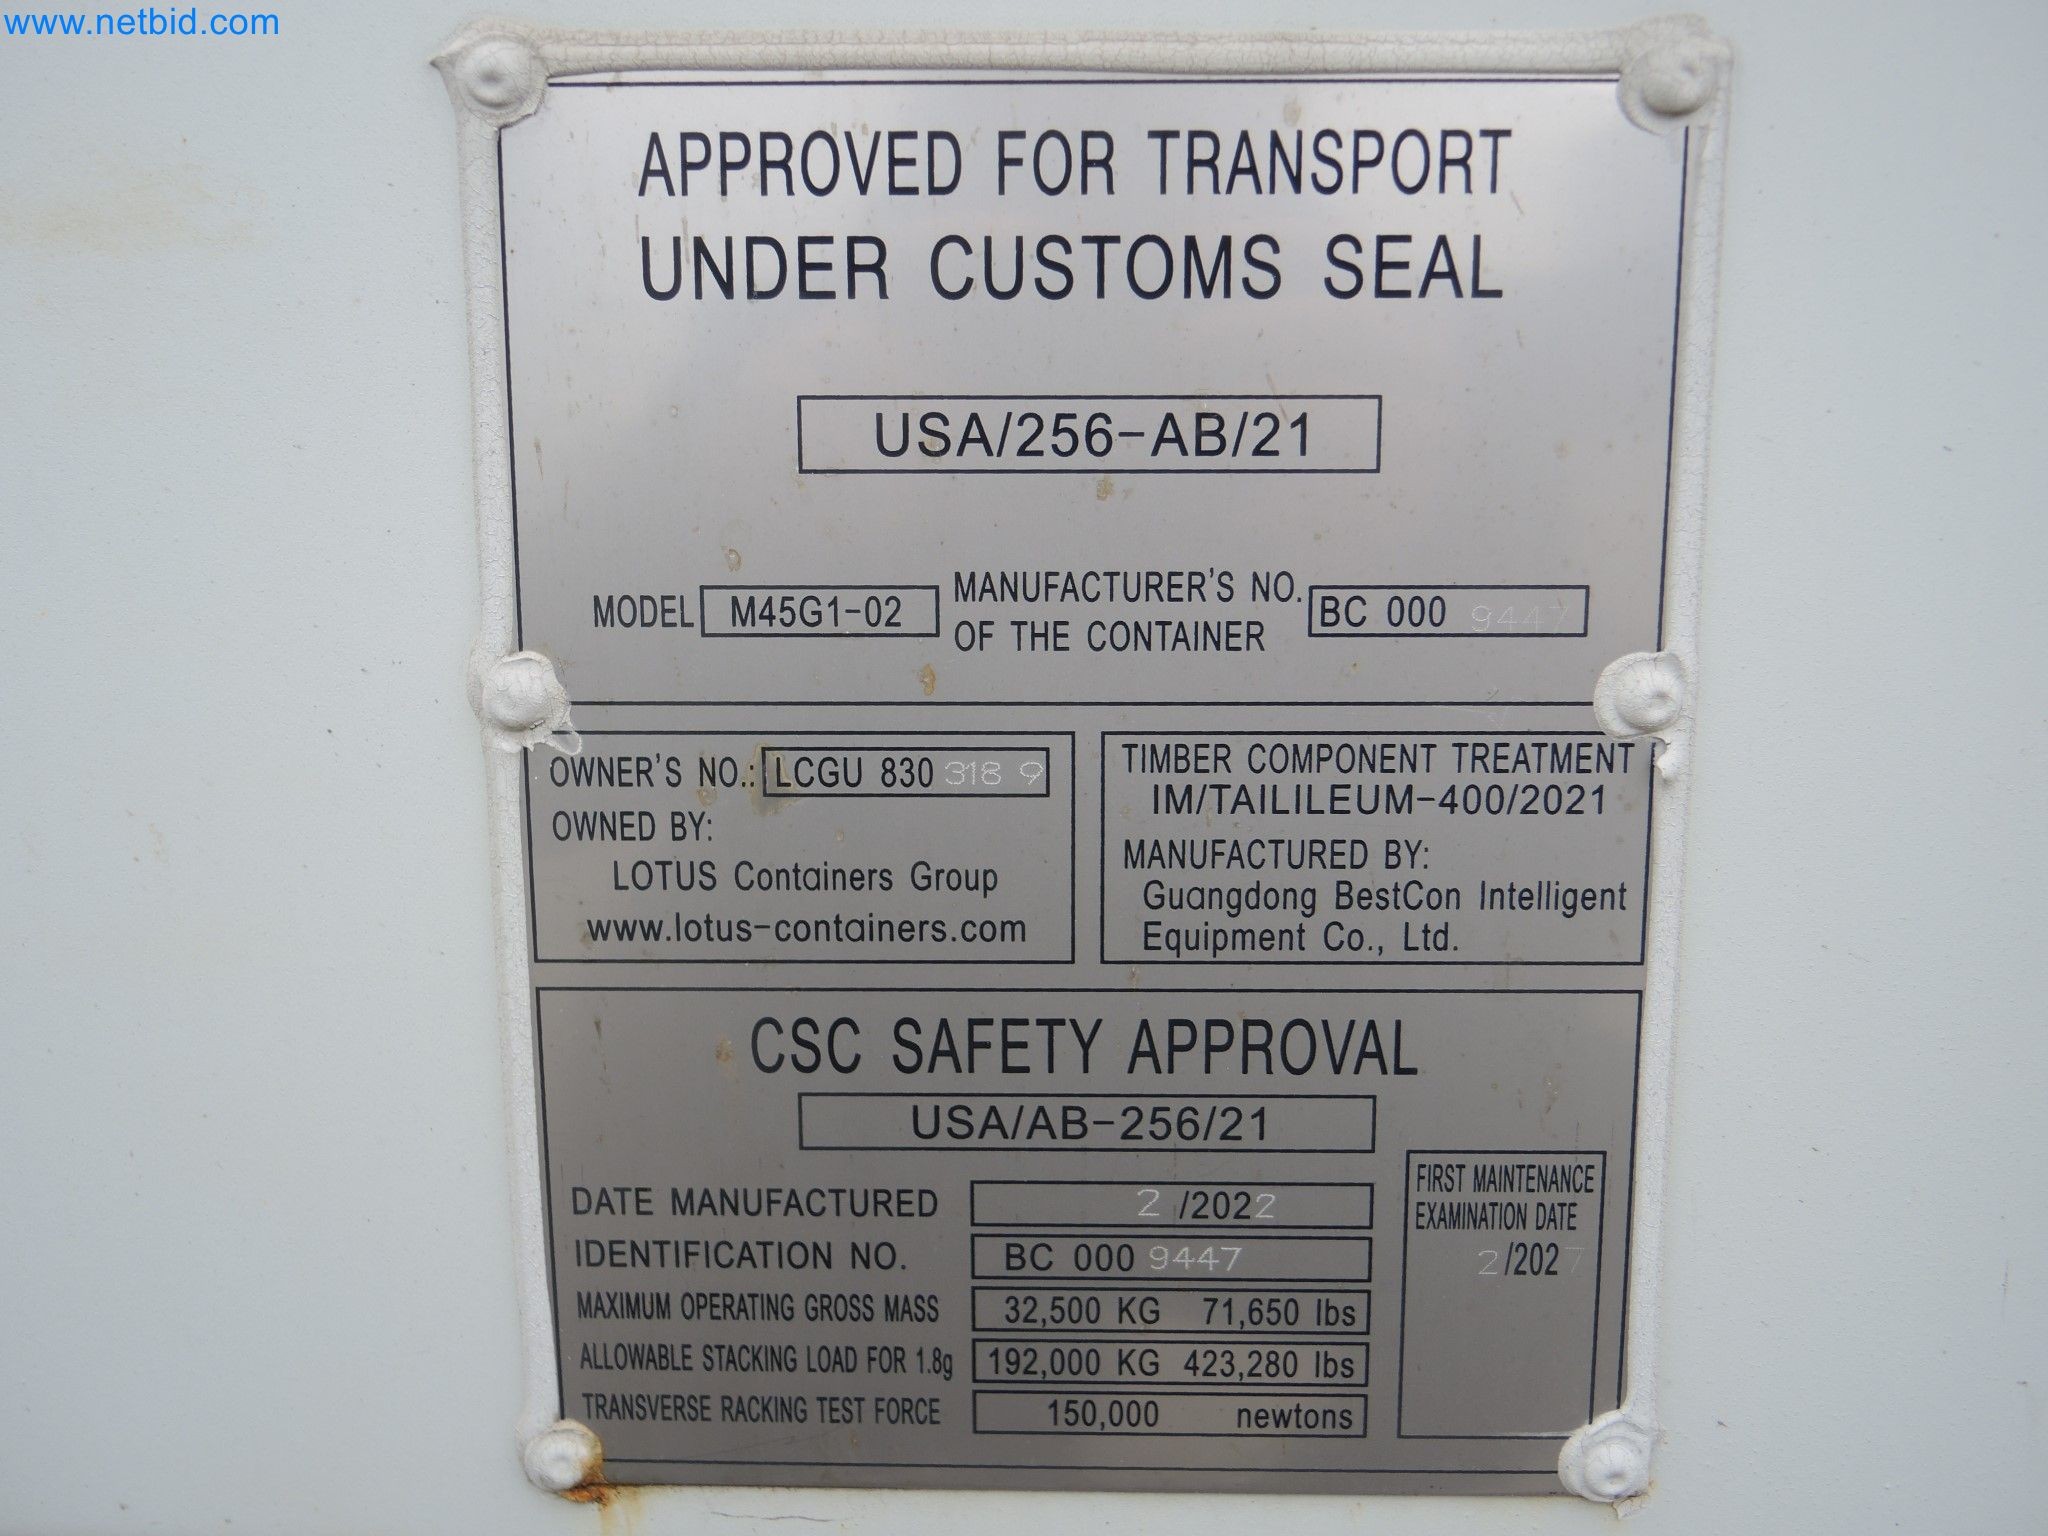 www.netbid.com
APPROVED FOR TRANSPORT
UNDER CUSTOMS SEAL
USA/256-AB/21
MODEL M45G1-02 MANUFACTURER'S NO. OF THE CONTAINER BC 000 9447
OWNER'S NO.: LCGU 830 318 9
OWNED BY:
LOTUS Containers Group
www.lotus-containers.com
TIMBER COMPONENT TREATMENT
IM/TAILILEUM-400/2021
MANUFACTURED BY:
Guangdong BestCon Intelligent
Equipment Co., Ltd.
CSC SAFETY APPROVAL
USA/AB-256/21
DATE MANUFACTURED 2 /2022
IDENTIFICATION NO. BC 000 9447
MAXIMUM OPERATING GROSS MASS 32,500 KG 71,650 lbs
ALLOWABLE STACKING LOAD FOR 1.8g 192,000 KG 423,280 lbs
TRANSVERSE RACKING TEST FORCE 150,000 newtons
FIRST MAINTENANCE
EXAMINATION DATE
2/2027